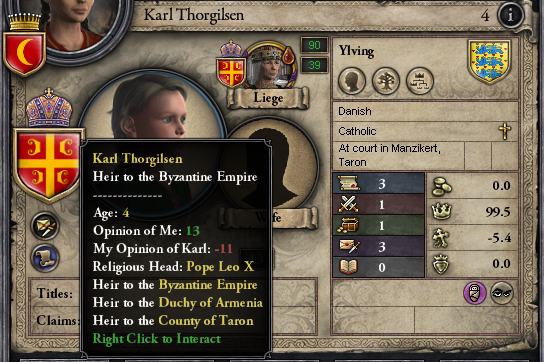 Karl Thorgilsen
4
i
90
39
Liege
Ylving
Danish
Catholic
At court in Manzikert,
Taron
3
1
1
3
0
0.0
99.5
-5.4
0.0
Karl Thorgilsen
Heir to the Byzantine Empire
--------------
Age: 4
Opinion of Me: 13
My Opinion of Karl: -11
Religious Head: Pope Leo X
Heir to the Byzantine Empire
Heir to the Duchy of Armenia
Heir to the County of Taron
Right Click to Interact
Titles:
Claims: